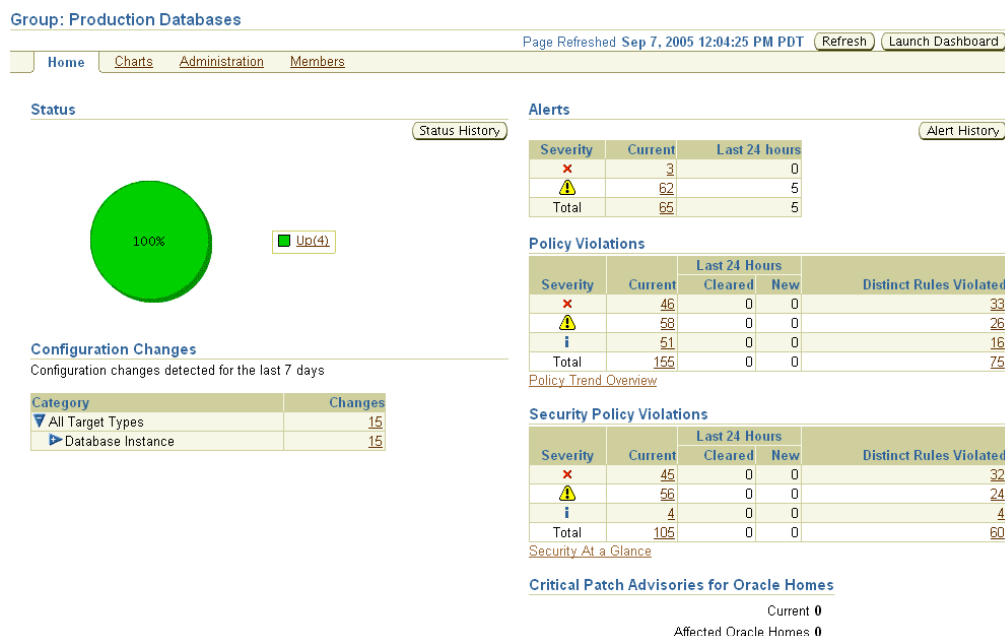 Group: Production Databases
Page Refreshed Sep 7, 2005 12:04:25 PM PDT Refresh Launch Dashboard
Home Charts Administration Members
Status
Status History
100%
Up(4)
Configuration Changes
Configuration changes detected for the last 7 days
Category Changes
All Target Types 15
Database Instance 15
Alerts
Alert History
Severity Current Last 24 hours
3 0
62 5
Total 65 5
Policy Violations
Last 24 Hours
Severity Current Cleared New Distinct Rules Violated
46 0 0 33
58 0 0 26
51 0 0 16
Total 155 0 0 75
Policy Trend Overview
Security Policy Violations
Last 24 Hours
Severity Current Cleared New Distinct Rules Violated
45 0 0 32
56 0 0 24
4 0 0 4
Total 105 0 0 60
Security At a Glance
Critical Patch Advisories for Oracle Homes
Current 0
Affected Oracle Homes 0